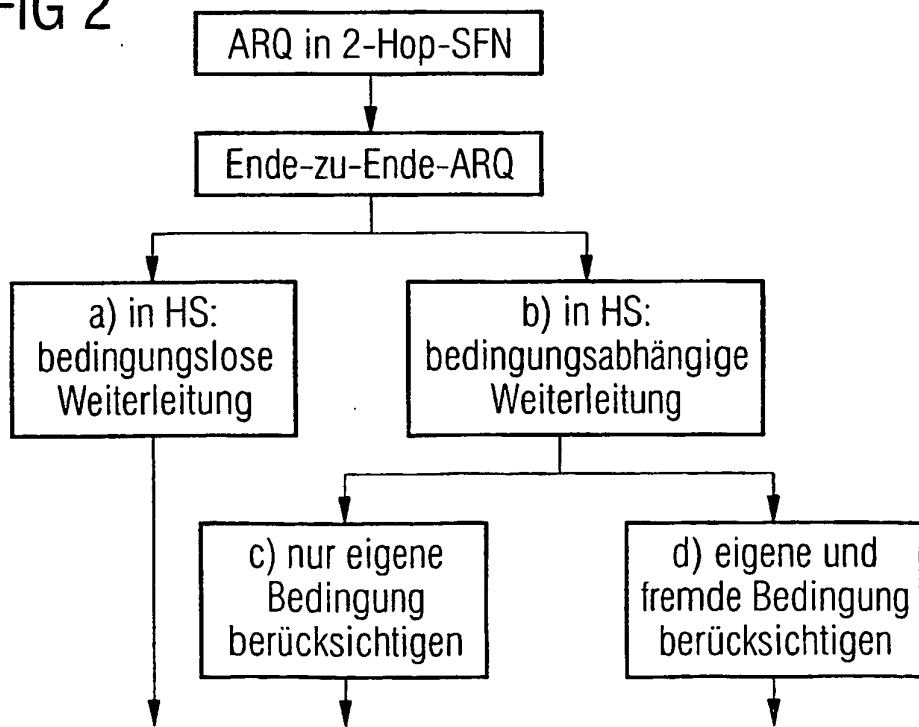 FIG 2
ARQ in 2-Hop-SFN
Ende-zu-Ende-ARQ
a) in HS:
bedingungslose
Weiterleitung
b) in HS:
bedingungsabhängige
Weiterleitung
c) nur eigene
Bedingung
berücksichtigen
d) eigene und
fremde Bedingung
berücksichtigen